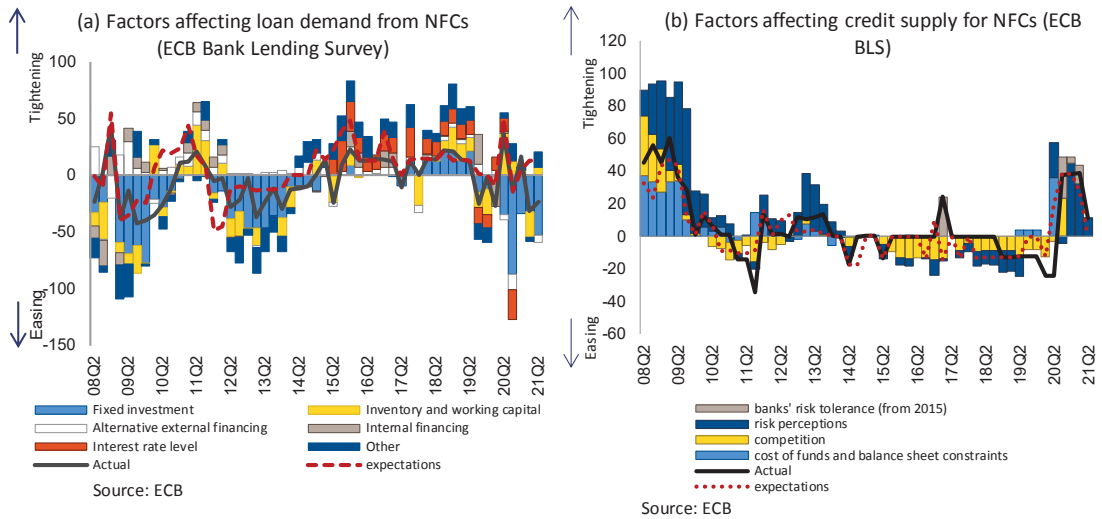 (a) Factors affecting loan demand from NFCs
(ECB Bank Lending Survey)
Tightening
Easing
100
50
0
-50
-100
-150
08Q2
09Q2
10Q2
11Q2
12Q2
13Q2
14Q2
15Q2
16Q2
17Q2
18Q2
19Q2
20Q2
21Q2
Fixed investment
Inventory and working capital
Alternative external financing
Internal financing
Interest rate level
Other
Actual
expectations
Source: ECB
(b) Factors affecting credit supply for NFCs (ECB
BLS)
Tightening
Easing
120
100
80
60
40
20
0
-20
-40
-60
08Q2
09Q2
10Q2
11Q2
12Q2
13Q2
14Q2
15Q2
16Q2
17Q2
18Q2
19Q2
20Q2
21Q2
banks' risk tolerance (from 2015)
risk perceptions
competition
cost of funds and balance sheet constraints
Actual
expectations
Source: ECB